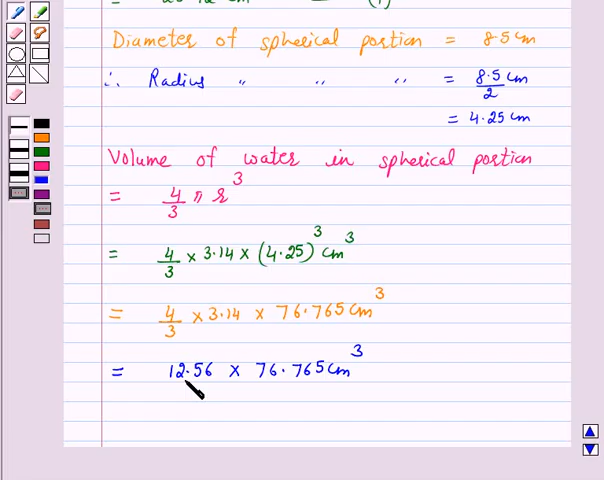 Diameter of spherical portion = 8.5 cm
∴ Radius " " " = 8.5 cm / 2
= 4.25 cm
Volume of water in spherical portion
= 4/3 π r³
= 4/3 × 3.14 × (4.25)³ cm³
= 4/3 × 3.14 × 76.765 cm³
= 12.56 × 76.765 cm³